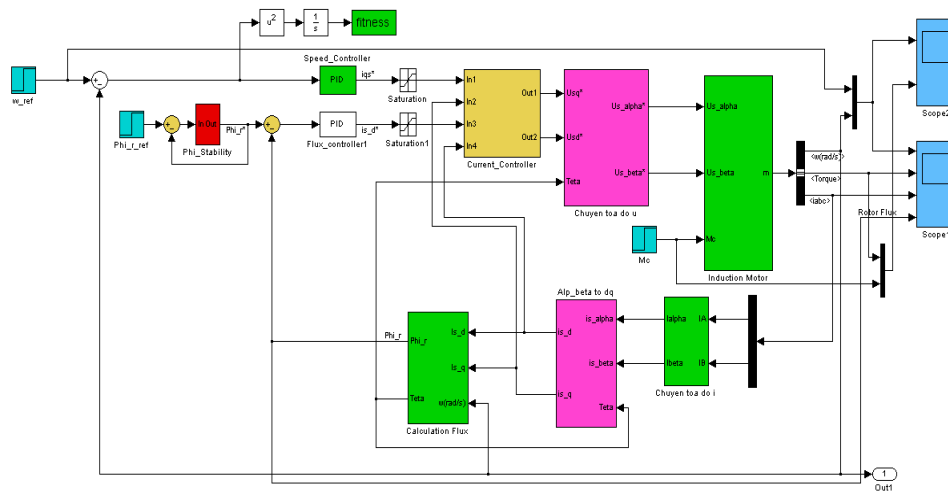 u²
1
s
fitness
Speed_Controller
w_ref
PID
iqs*
Saturation
In1
In2
In3
In4
Out1
Out2
Current_Controller
Phi_r_ref
In Out
Phi_r*
Phi_Stability
PID
is_d*
Flux_controller1
Saturation1
Usq*
Usd*
Teta
Us_alpha*
Us_beta*
Chuyen toa do u
Us_alpha
Us_beta
Mc
m
Induction Motor
Mc
<w(rad/s)>
<Torque>
<iabc>
Rotor Flux
Scope2
Scope1
Alp_beta to dq
is_alpha
is_beta
Teta
is_d
is_q
Ialpha
Ibeta
IA
IB
Chuyen toa do i
Phi_r
Phi_r
Teta
Is_d
Is_q
w(rad/s)
Calculation Flux
1
Out1